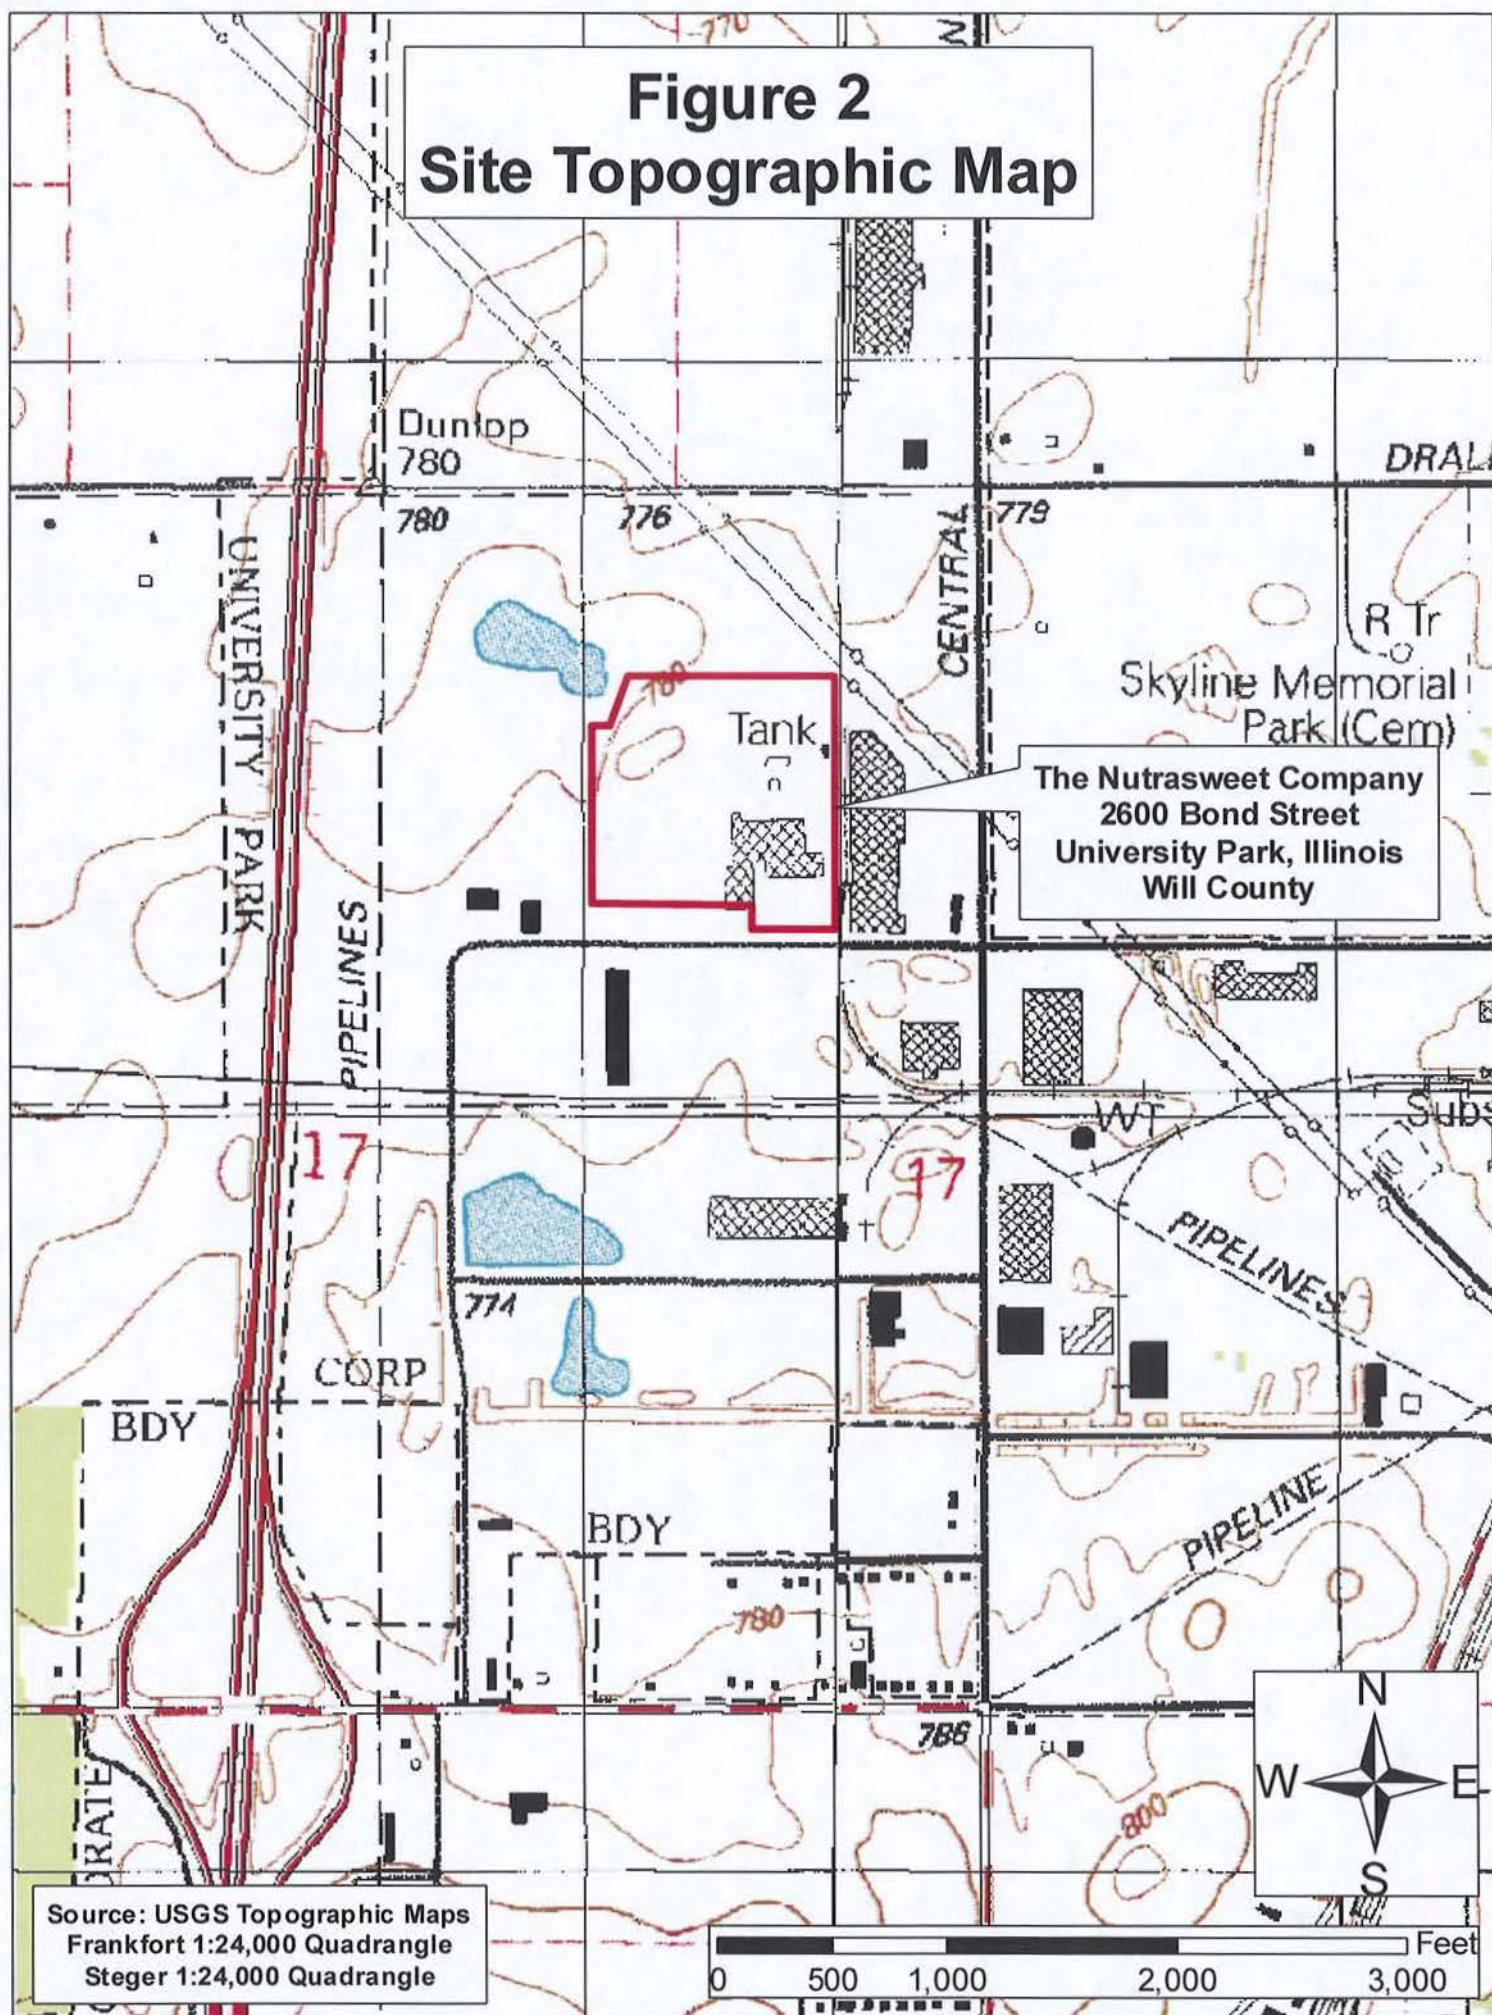 770
N
Figure 2
Site Topographic Map
Dunlop
780
DRAL
780
776
779
UNIVERSITY PARK
CENTRAL
R Tr
780
Skyline Memorial
Park (Cem)
Tank
The Nutrasweet Company
2600 Bond Street
University Park, Illinois
Will County
PIPELINES
WT
Subs
17
17
PIPELINES
774
CORP
BDY
BDY
PIPELINE
780
786
N
W
E
S
800
ORATE
Source: USGS Topographic Maps
Frankfort 1:24,000 Quadrangle
Steger 1:24,000 Quadrangle
Feet
0 500 1,000 2,000 3,000